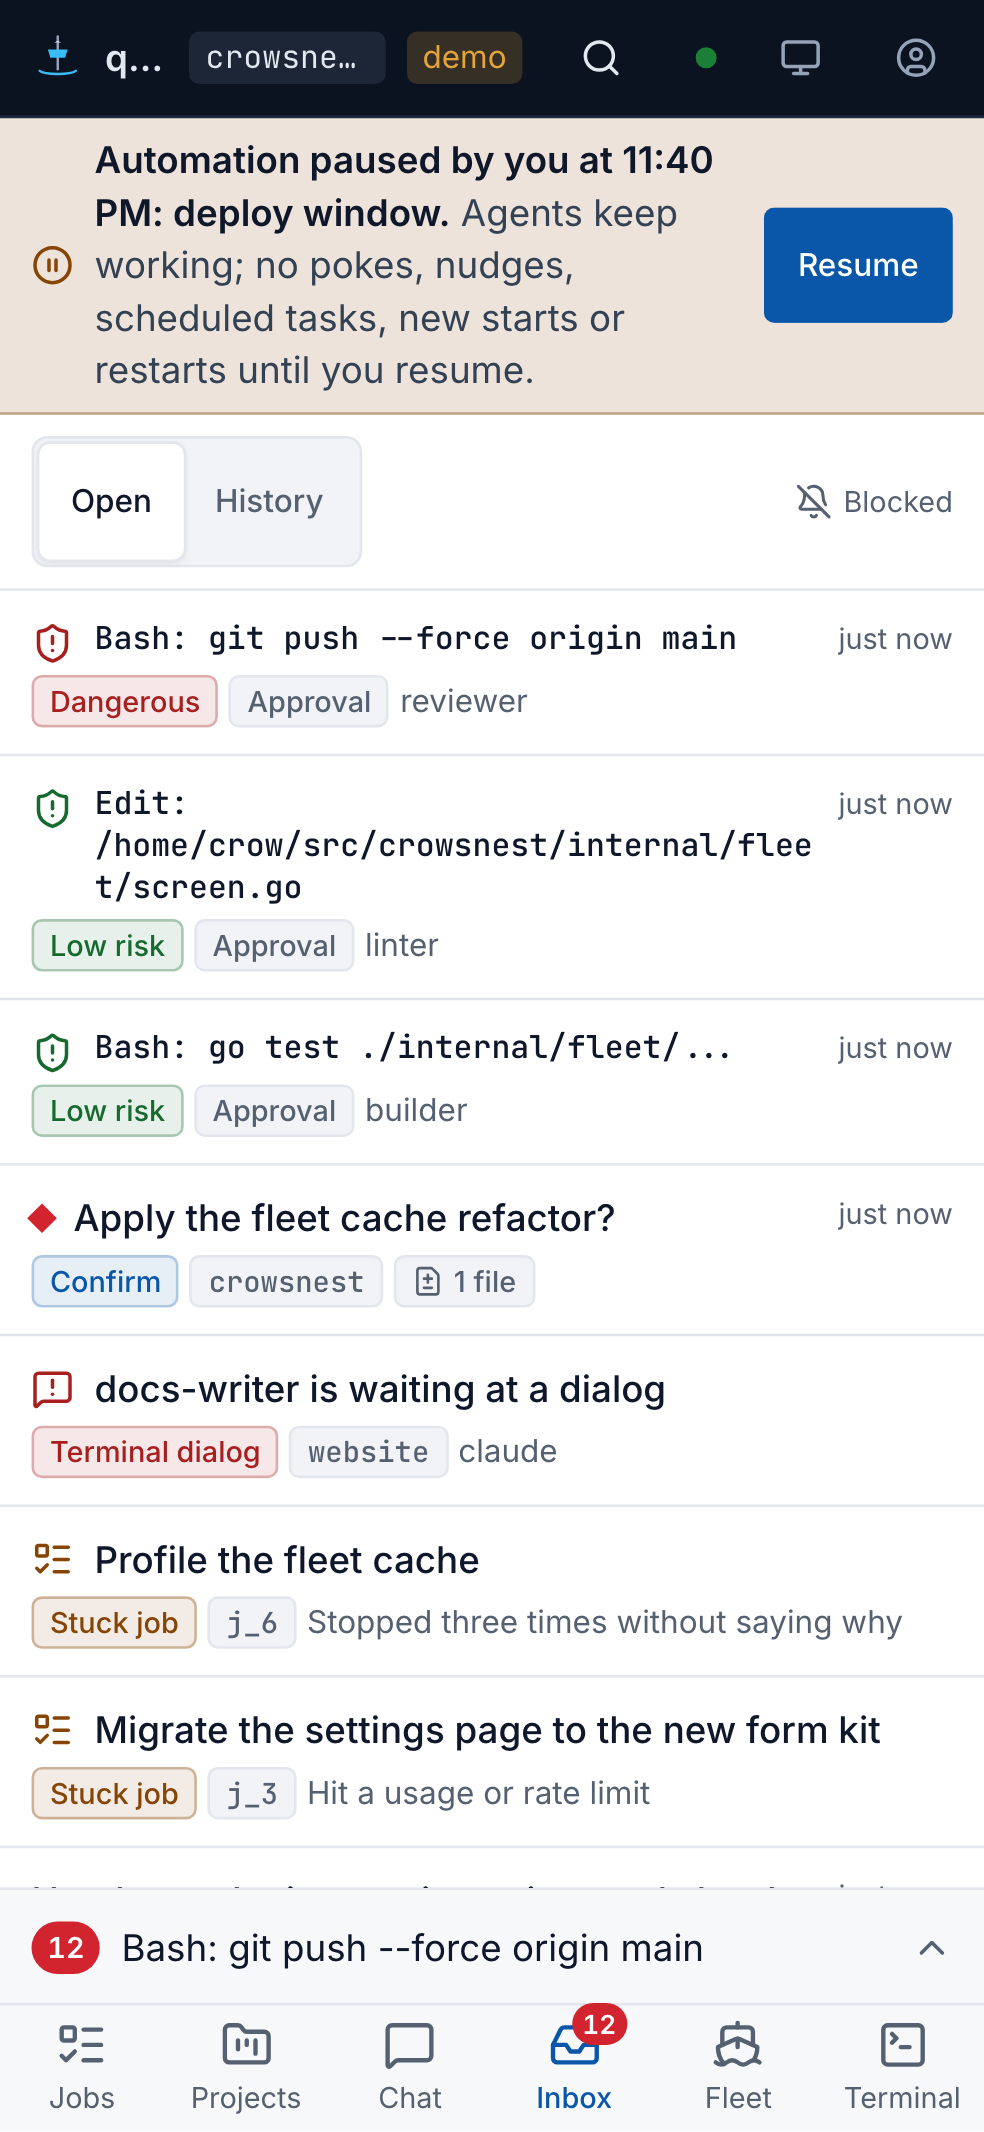 q... crowsne… demo
Automation paused by you at 11:40
PM: deploy window. Agents keep
working; no pokes, nudges,
scheduled tasks, new starts or
restarts until you resume.
Resume
Open History Blocked
Bash: git push --force origin main just now
Dangerous Approval reviewer
Edit: just now
/home/crow/src/crowsnest/internal/flee
t/screen.go
Low risk Approval linter
Bash: go test ./internal/fleet/... just now
Low risk Approval builder
Apply the fleet cache refactor? just now
Confirm crowsnest 1 file
docs-writer is waiting at a dialog
Terminal dialog website claude
Profile the fleet cache
Stuck job j_6 Stopped three times without saying why
Migrate the settings page to the new form kit
Stuck job j_3 Hit a usage or rate limit
12 Bash: git push --force origin main
12
Jobs Projects Chat Inbox Fleet Terminal